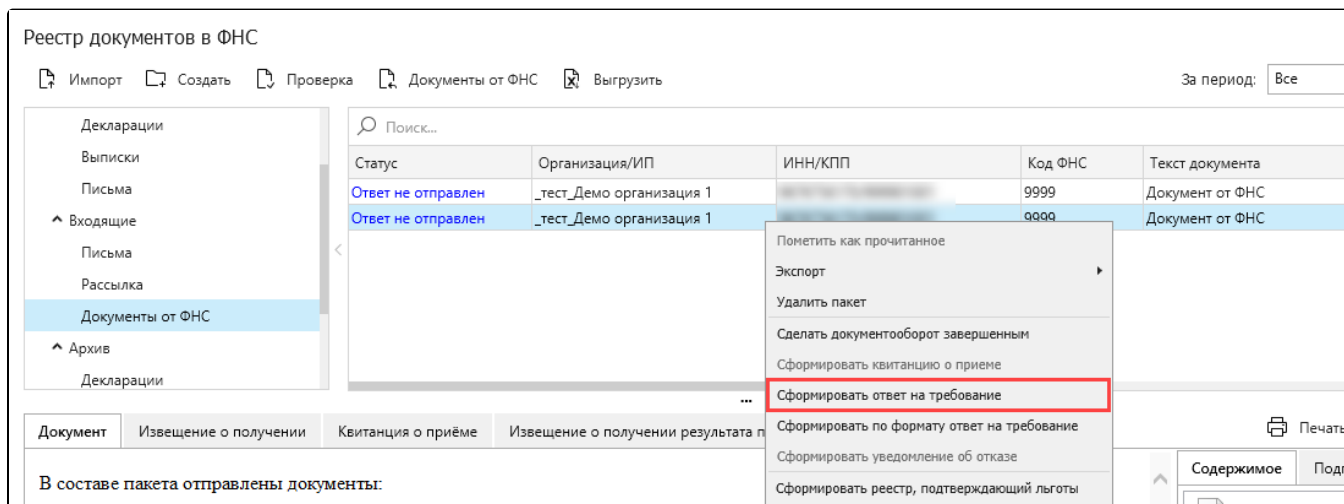 Реестр документов в ФНС
Импорт Создать Проверка Документы от ФНС Выгрузить За период: Все
Декларации
Выписки
Письма
Входящие
Письма
Рассылка
Документы от ФНС
Архив
Декларации
Поиск...
Статус Организация/ИП ИНН/КПП Код ФНС Текст документа
Ответ не отправлен _тест_Демо организация 1 9999 Документ от ФНС
Ответ не отправлен _тест_Демо организация 1 9999 Документ от ФНС
Пометить как прочитанное
Экспорт
Удалить пакет
Сделать документооборот завершенным
Сформировать квитанцию о приеме
Сформировать ответ на требование
Сформировать по формату ответ на требование
Сформировать уведомление об отказе
Сформировать реестр, подтверждающий льготы
Документ Извещение о получении Квитанция о приёме Извещение о получении результата п
Печать
Содержимое Под
В составе пакета отправлены документы: